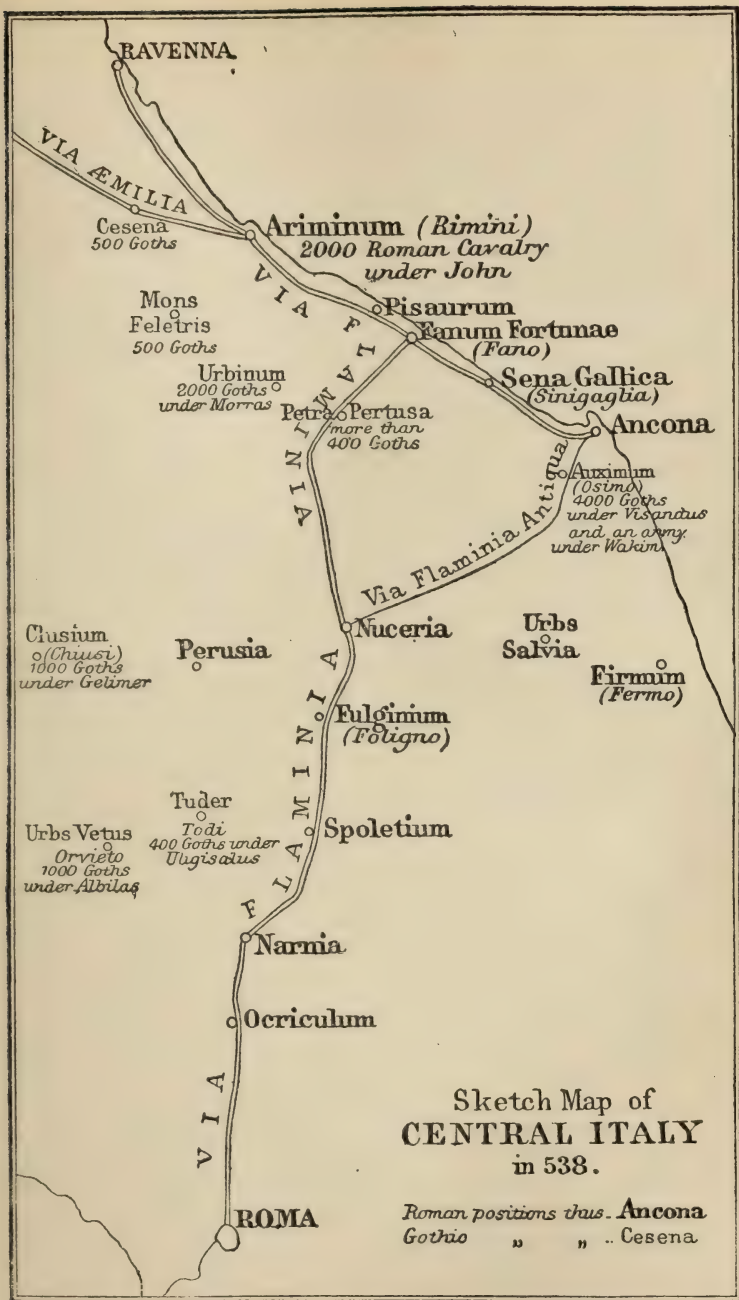 RAVENNA
VIA ÆMILIA
Cesena
500 Goths
Ariminum (Rimini)
2000 Roman Cavalry
under John
VIA FLAMINIA
Mons
Feletris
500 Goths
Pisaurum
Fanum Fortunae
(Fano)
Urbinum
2000 Goths
under Morras
Sena Gallica
(Sinigaglia)
Petra Pertusa
more than
400 Goths
Ancona
Auximum
(Osimo)
4000 Goths
under Visandus
and an army
under Wakim
Via Flaminia Antiqua
Nuceria
Clusium
(Chiusi)
1000 Goths
under Gelimer
Perusia
Urbs
Salvia
Firmum
(Fermo)
Fulginium
(Foligno)
VIA FLAMINIA
Tuder
Todi
400 Goths under
Uligisalus
Urbs Vetus
Orvieto
1000 Goths
under Albilas
Spoletium
Narnia
Ocriculum
ROMA
Sketch Map of
CENTRAL ITALY
in 538.
Roman positions thus. Ancona
Gothic „ „ .. Cesena